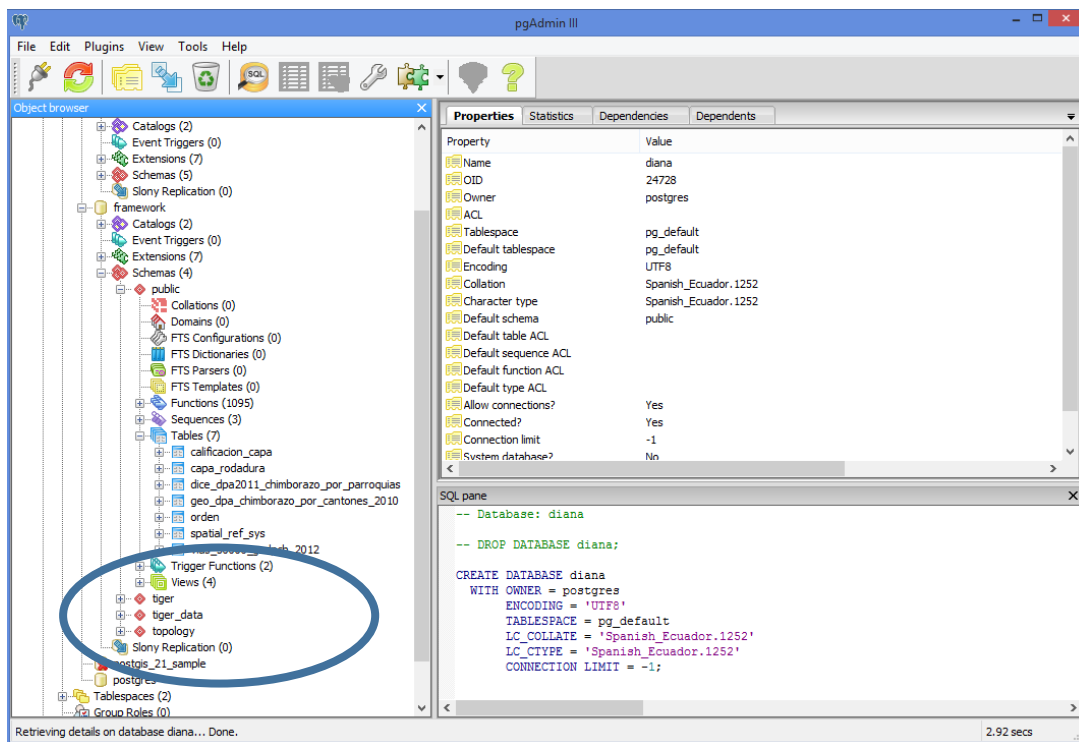 pgAdmin III
File Edit Plugins View Tools Help
SQL
Object browser
Catalogs (2)
Event Triggers (0)
Extensions (7)
Schemas (5)
Slony Replication (0)
framework
Catalogs (2)
Event Triggers (0)
Extensions (7)
Schemas (4)
public
Collations (0)
Domains (0)
FTS Configurations (0)
FTS Dictionaries (0)
FTS Parsers (0)
FTS Templates (0)
Functions (1095)
Sequences (3)
Tables (7)
calificacion_capa
capa_rodadura
dice_dpa2011_chimborazo_por_parroquias
geo_dpa_chimborazo_por_cantones_2010
orden
spatial_ref_sys
Trigger Functions (2)
Views (4)
tiger
tiger_data
topology
Slony Replication (0)
postgis_21_sample
postgres
Tablespaces (2)
Group Roles (0)
Properties Statistics Dependencies Dependents
Property Value
Name diana
OID 24728
Owner postgres
ACL
Tablespace pg_default
Default tablespace pg_default
Encoding UTF8
Collation Spanish_Ecuador.1252
Character type Spanish_Ecuador.1252
Default schema public
Default table ACL
Default sequence ACL
Default function ACL
Default type ACL
Allow connections? Yes
Connected? Yes
Connection limit -1
System database? No
SQL pane
-- Database: diana
-- DROP DATABASE diana;
CREATE DATABASE diana
WITH OWNER = postgres
ENCODING = 'UTF8'
TABLESPACE = pg_default
LC_COLLATE = 'Spanish_Ecuador.1252'
LC_CTYPE = 'Spanish_Ecuador.1252'
CONNECTION LIMIT = -1;
Retrieving details on database diana... Done. 2.92 secs